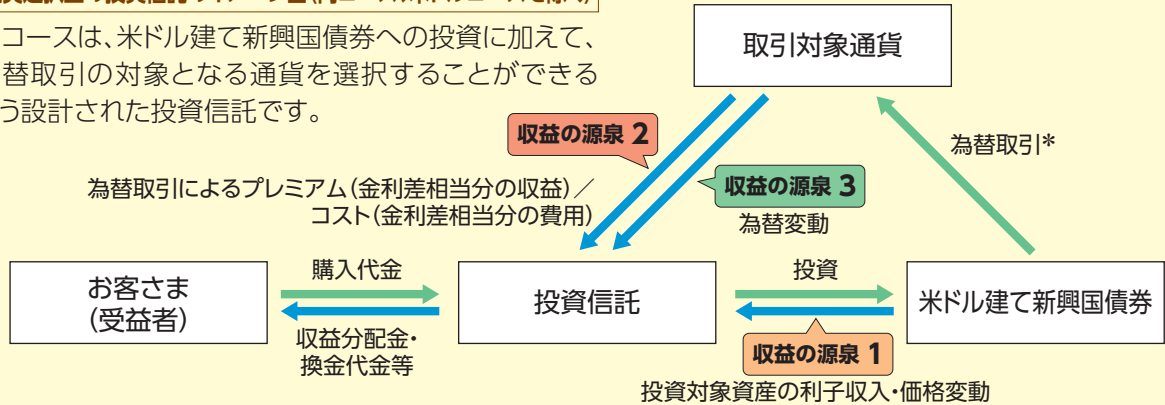 コースは、米ドル建て新興国債券への投資に加えて、
替取引の対象となる通貨を選択することができる
う設計された投資信託です。
取引対象通貨
収益の源泉 2
為替取引*
為替取引によるプレミアム(金利差相当分の収益)／
コスト(金利差相当分の費用)
収益の源泉 3
為替変動
お客さま
(受益者)
購入代金
収益分配金・
換金代金等
投資信託
投資
収益の源泉 1
米ドル建て新興国債券
投資対象資産の利子収入・価格変動